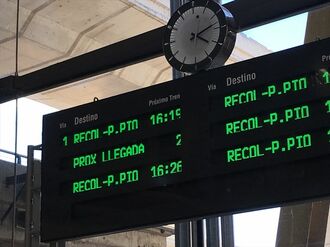 Vía Destino Próximo Tren
1 RECOL-P.PIO 16:19
PROX LLEGADA 2
RECOL-P.PIO 16:26
Vía Destino
RECOL-P.PIO
RECOL-P.PIO
RECOL-P.PIO